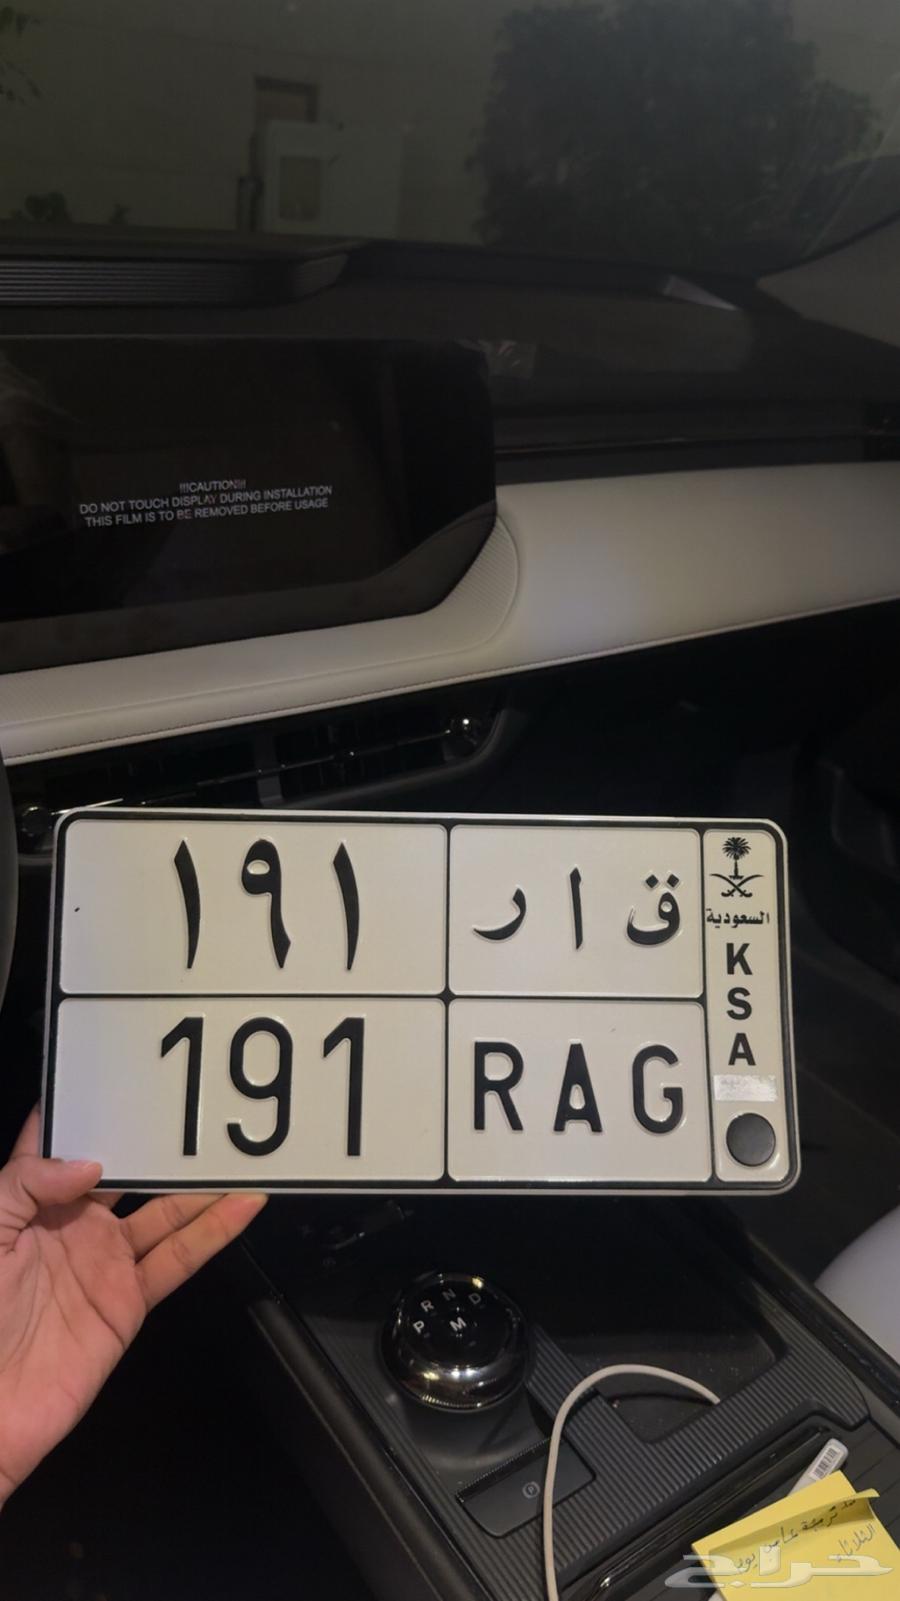 !!!CAUTION!!!
DO NOT TOUCH DISPLAY DURING INSTALLATION
THIS FILM IS TO BE REMOVED BEFORE USAGE
١٩١
ق ا ر
191
RAG
السعودية
K
S
A
R N D
P M
P
الثلاثاء
حراج